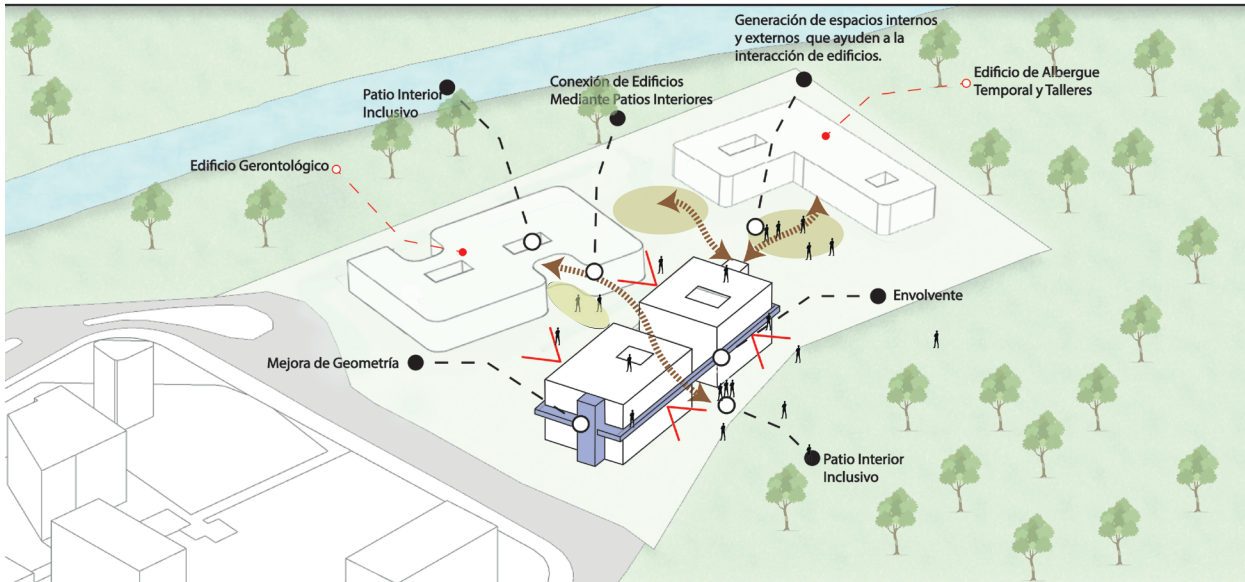 Generación de espacios internos
y externos que ayuden a la
interacción de edificios.
Edificio de Albergue
Temporal y Talleres
Conexión de Edificios
Mediante Patios Interiores
Patio Interior
Inclusivo
Edificio Gerontológico
Envolvente
Mejora de Geometría
Patio Interior
Inclusivo